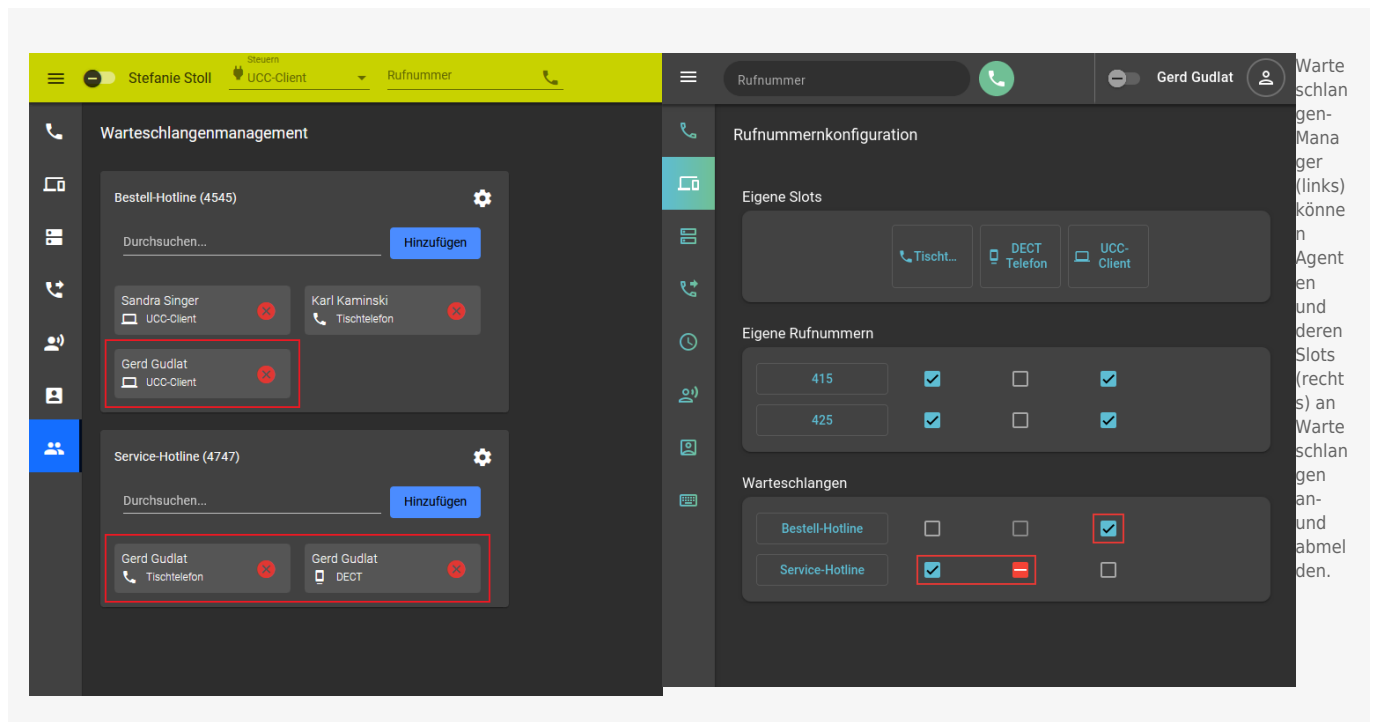 Steuern
Stefanie Stoll
UCC-Client
Rufnummer
Warteschlangenmanagement
Bestell-Hotline (4545)
Durchsuchen...
Hinzufügen
Sandra Singer
UCC-Client
Karl Kaminski
Tischtelefon
Gerd Gudlat
UCC-Client
Service-Hotline (4747)
Durchsuchen...
Hinzufügen
Gerd Gudlat
Tischtelefon
Gerd Gudlat
DECT
Rufnummer
Gerd Gudlat
Rufnummernkonfiguration
Eigene Slots
Tischt...
DECT
Telefon
UCC-
Client
Eigene Rufnummern
415
425
Warteschlangen
Bestell-Hotline
Service-Hotline
Warte
schlan
gen-
Mana
ger
(links)
könne
n
Agent
en
und
deren
Slots
(recht
s) an
Warte
schlan
gen
an-
und
abmel
den.